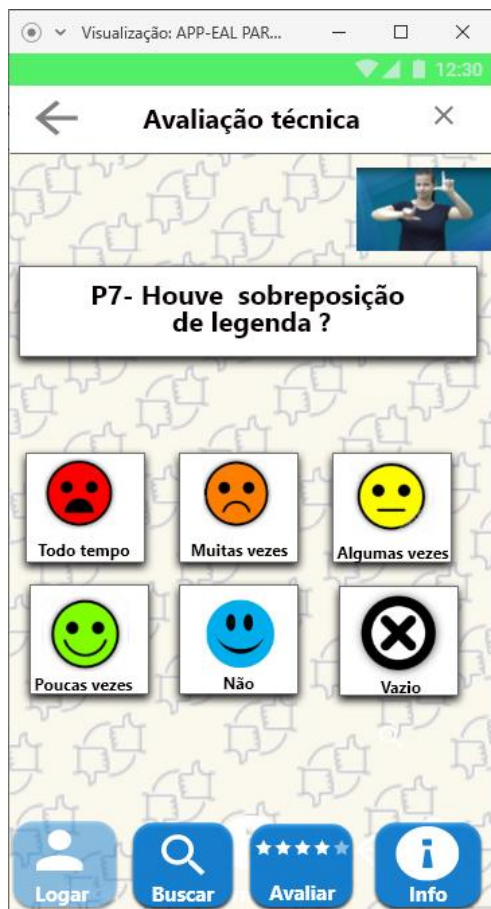 Visualização: APP-EAL PAR...
12:30
Avaliação técnica
P7- Houve sobreposição
de legenda ?
Todo tempo
Muitas vezes
Algumas vezes
Poucas vezes
Não
Vazio
Logar
Buscar
Avaliar
Info